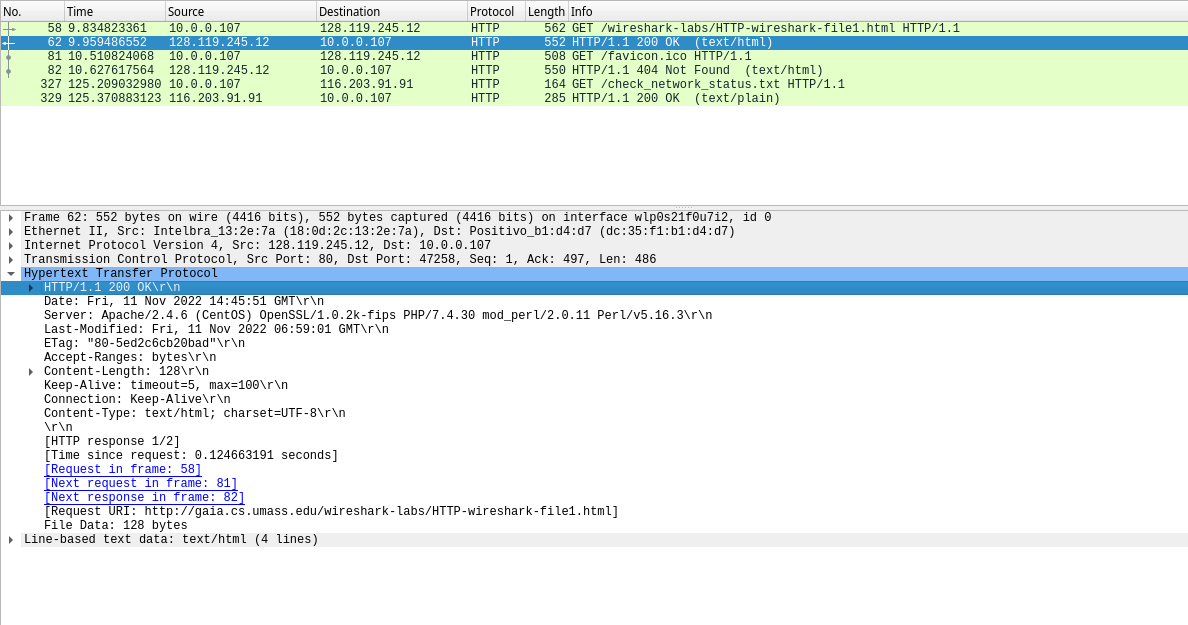 No. Time Source Destination Protocol Length Info
58 9.834823361 10.0.0.107 128.119.245.12 HTTP 562 GET /wireshark-labs/HTTP-wireshark-file1.html HTTP/1.1
62 9.959486552 128.119.245.12 10.0.0.107 HTTP 552 HTTP/1.1 200 OK  (text/html)
81 10.510824068 10.0.0.107 128.119.245.12 HTTP 508 GET /favicon.ico HTTP/1.1
82 10.627617564 128.119.245.12 10.0.0.107 HTTP 550 HTTP/1.1 404 Not Found  (text/html)
327 125.209032980 10.0.0.107 116.203.91.91 HTTP 164 GET /check_network_status.txt HTTP/1.1
329 125.370883123 116.203.91.91 10.0.0.107 HTTP 285 HTTP/1.1 200 OK  (text/plain)
Frame 62: 552 bytes on wire (4416 bits), 552 bytes captured (4416 bits) on interface wlp0s21f0u7i2, id 0
Ethernet II, Src: Intelbra_13:2e:7a (18:0d:2c:13:2e:7a), Dst: Positivo_b1:d4:d7 (dc:35:f1:b1:d4:d7)
Internet Protocol Version 4, Src: 128.119.245.12, Dst: 10.0.0.107
Transmission Control Protocol, Src Port: 80, Dst Port: 47258, Seq: 1, Ack: 497, Len: 486
Hypertext Transfer Protocol
HTTP/1.1 200 OK\r\n
Date: Fri, 11 Nov 2022 14:45:51 GMT\r\n
Server: Apache/2.4.6 (CentOS) OpenSSL/1.0.2k-fips PHP/7.4.30 mod_perl/2.0.11 Perl/v5.16.3\r\n
Last-Modified: Fri, 11 Nov 2022 06:59:01 GMT\r\n
ETag: "80-5ed2c6cb20bad"\r\n
Accept-Ranges: bytes\r\n
Content-Length: 128\r\n
Keep-Alive: timeout=5, max=100\r\n
Connection: Keep-Alive\r\n
Content-Type: text/html; charset=UTF-8\r\n
\r\n
[HTTP response 1/2]
[Time since request: 0.124663191 seconds]
[Request in frame: 58]
[Next request in frame: 81]
[Next response in frame: 82]
[Request URI: http://gaia.cs.umass.edu/wireshark-labs/HTTP-wireshark-file1.html]
File Data: 128 bytes
Line-based text data: text/html (4 lines)